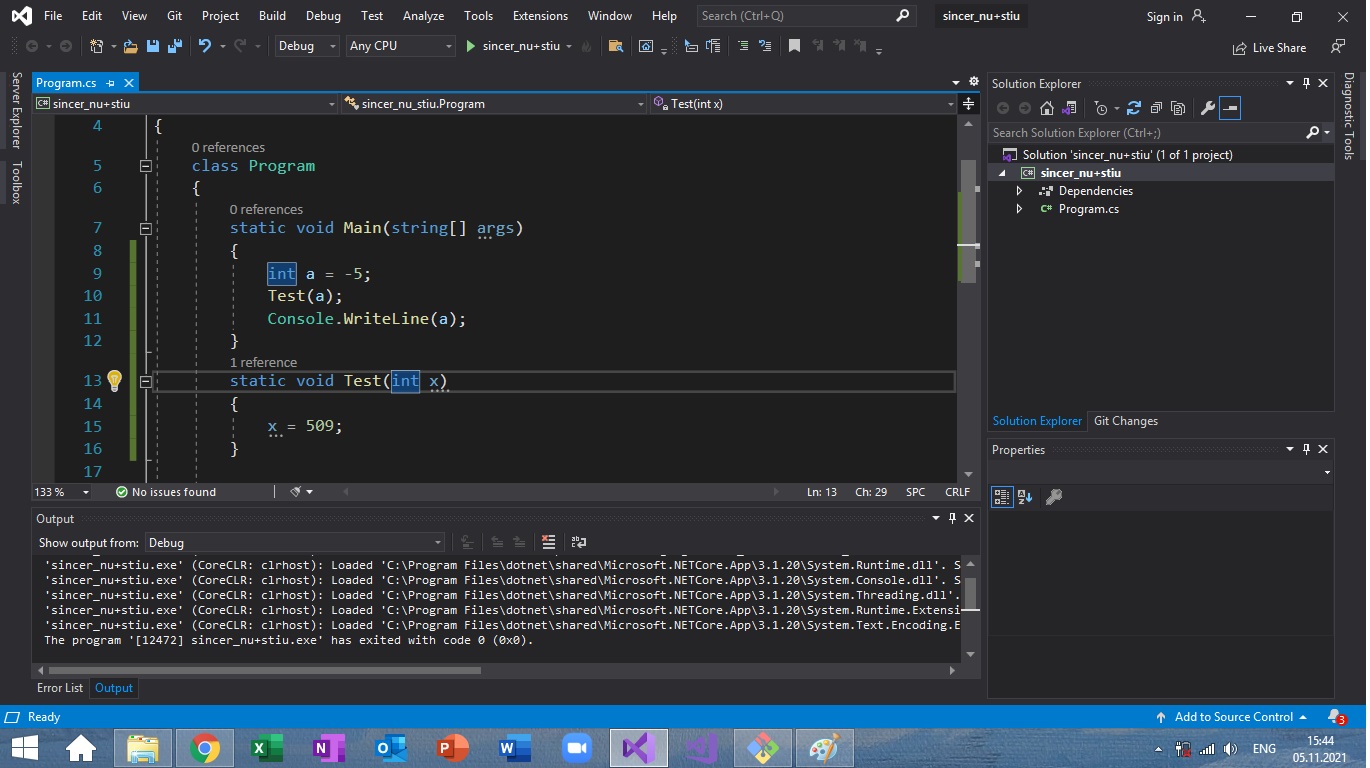 File Edit View Git Project Build Debug Test Analyze Tools Extensions Window Help Search (Ctrl+Q) sincer_nu+stiu Sign in
Debug Any CPU sincer_nu+stiu Live Share
Server Explorer
Toolbox
Program.cs
sincer_nu+stiu sincer_nu_stiu.Program Test(int x)
4 {
0 references
5 class Program
6 {
0 references
7 static void Main(string[] args)
8 {
9 int a = -5;
10 Test(a);
11 Console.WriteLine(a);
12 }
1 reference
13 static void Test(int x)
14 {
15 x = 509;
16 }
17
133 % No issues found Ln: 13 Ch: 29 SPC CRLF
Output
Show output from: Debug
'sincer_nu+stiu.exe' (CoreCLR: clrhost): Loaded 'C:\Program Files\dotnet\shared\Microsoft.NETCore.App\3.1.20\System.Runtime.dll'. S
'sincer_nu+stiu.exe' (CoreCLR: clrhost): Loaded 'C:\Program Files\dotnet\shared\Microsoft.NETCore.App\3.1.20\System.Console.dll'. S
'sincer_nu+stiu.exe' (CoreCLR: clrhost): Loaded 'C:\Program Files\dotnet\shared\Microsoft.NETCore.App\3.1.20\System.Threading.dll'.
'sincer_nu+stiu.exe' (CoreCLR: clrhost): Loaded 'C:\Program Files\dotnet\shared\Microsoft.NETCore.App\3.1.20\System.Runtime.Extensi
'sincer_nu+stiu.exe' (CoreCLR: clrhost): Loaded 'C:\Program Files\dotnet\shared\Microsoft.NETCore.App\3.1.20\System.Text.Encoding.E
The program '[12472] sincer_nu+stiu.exe' has exited with code 0 (0x0).
Error List Output
Solution Explorer
Search Solution Explorer (Ctrl+;)
Solution 'sincer_nu+stiu' (1 of 1 project)
C# sincer_nu+stiu
Dependencies
C# Program.cs
Solution Explorer Git Changes
Properties
Diagnostic Tools
Ready Add to Source Control 3
ENG 15:44
05.11.2021